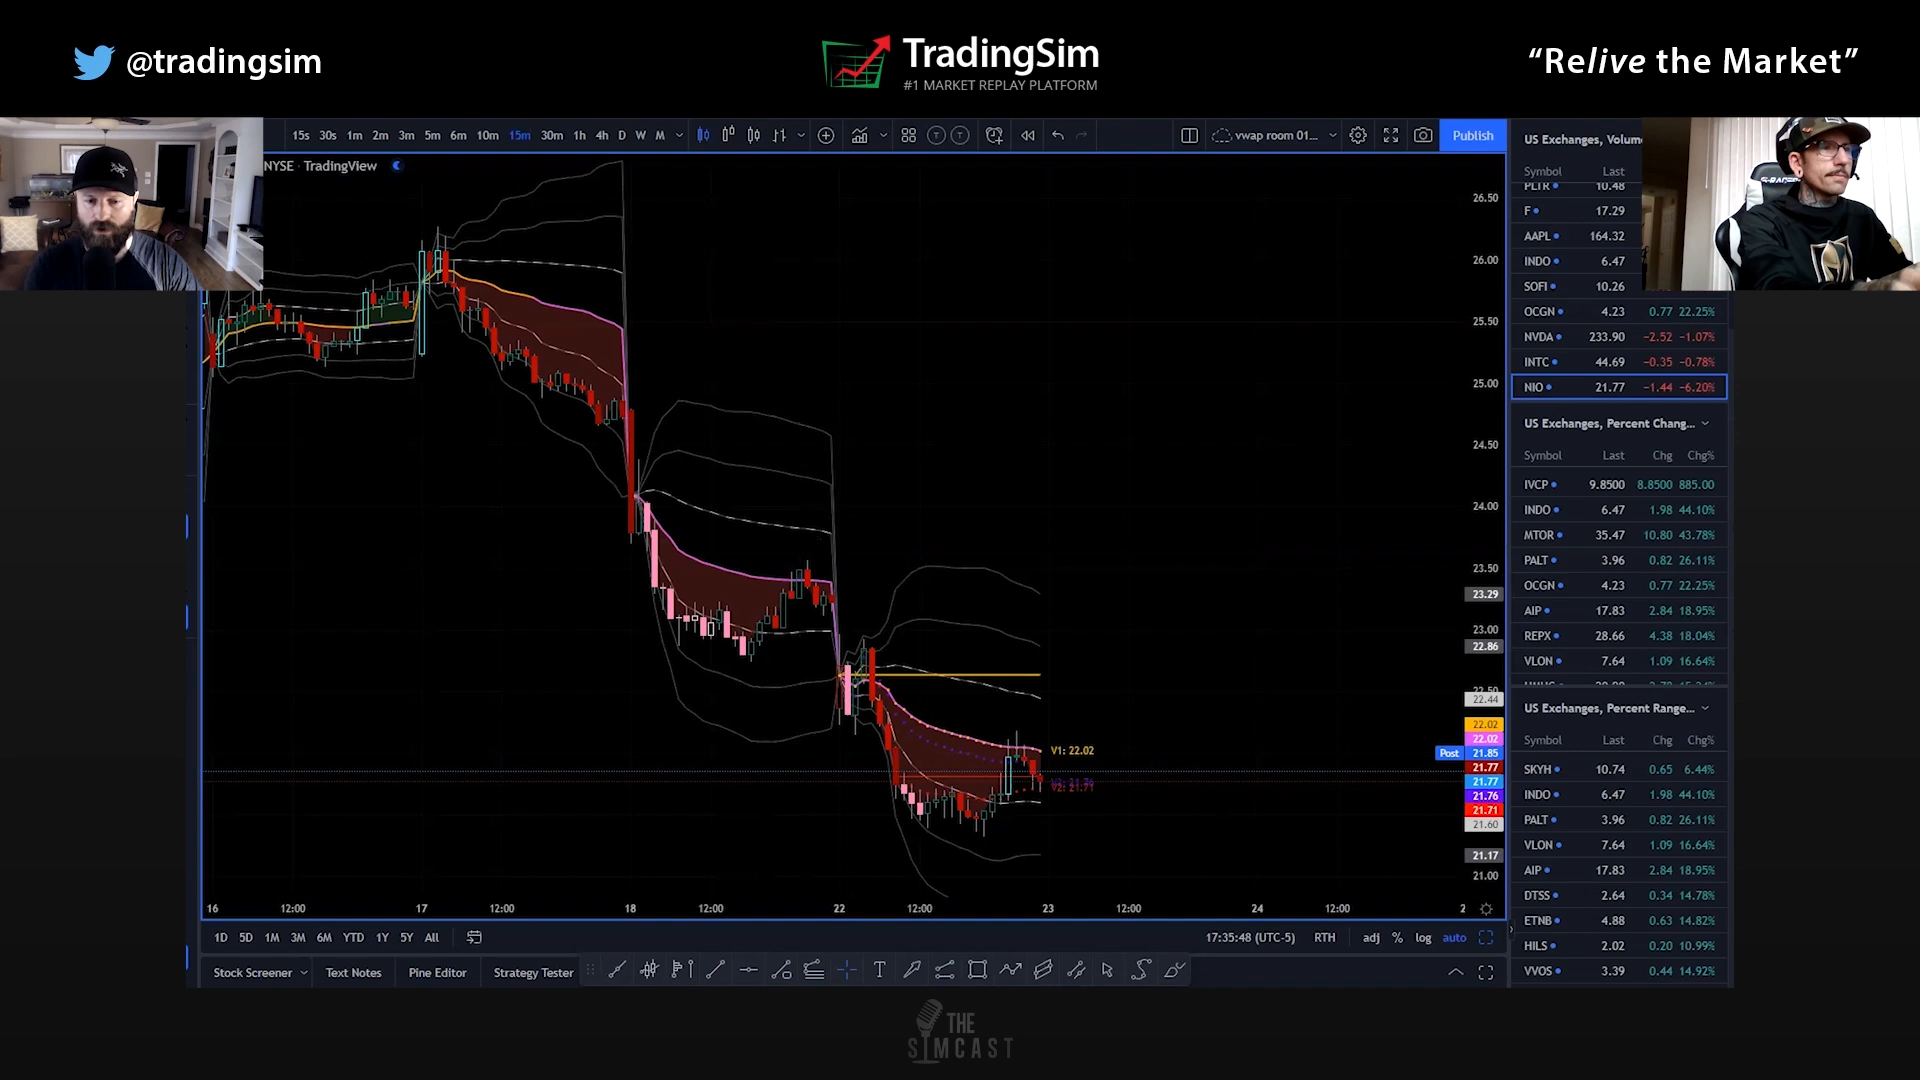 @tradingsim
TradingSim
#1 MARKET REPLAY PLATFORM
“Relive the Market”
15s 30s 1m 2m 3m 5m 6m 10m 15m 30m 1h 4h D W M
vwap room 01...
Publish
NYSE · TradingView
26.50
26.00
25.50
25.00
24.50
24.00
23.50
23.29
23.00
22.86
22.44
22.02
22.02
Post 21.85
21.77
21.77
21.76
21.71
21.60
21.17
21.00
V1: 22.02
V2: 21.71
16 12:00 17 12:00 18 12:00 22 12:00 23 12:00 24 12:00 2
1D 5D 1M 3M 6M YTD 1Y 5Y All
17:35:48 (UTC-5) RTH adj % log auto
Stock Screener Text Notes Pine Editor Strategy Tester
US Exchanges, Volum
Symbol Last
PLTR 10.48
F 17.29
AAPL 164.32
INDO 6.47
SOFI 10.26
OCGN 4.23 0.77 22.25%
NVDA 233.90 −2.52 −1.07%
INTC 44.69 −0.35 −0.78%
NIO 21.77 −1.44 −6.20%
US Exchanges, Percent Chang...
Symbol Last Chg Chg%
IVCP 9.8500 8.8500 885.00
INDO 6.47 1.98 44.10%
MTOR 35.47 10.80 43.78%
PALT 3.96 0.82 26.11%
OCGN 4.23 0.77 22.25%
AIP 17.83 2.84 18.95%
REPX 28.66 4.38 18.04%
VLON 7.64 1.09 16.64%
US Exchanges, Percent Range...
Symbol Last Chg Chg%
SKYH 10.74 0.65 6.44%
INDO 6.47 1.98 44.10%
PALT 3.96 0.82 26.11%
VLON 7.64 1.09 16.64%
AIP 17.83 2.84 18.95%
DTSS 2.64 0.34 14.78%
ETNB 4.88 0.63 14.82%
HILS 2.02 0.20 10.99%
VVOS 3.39 0.44 14.92%
THE
SIMCAST